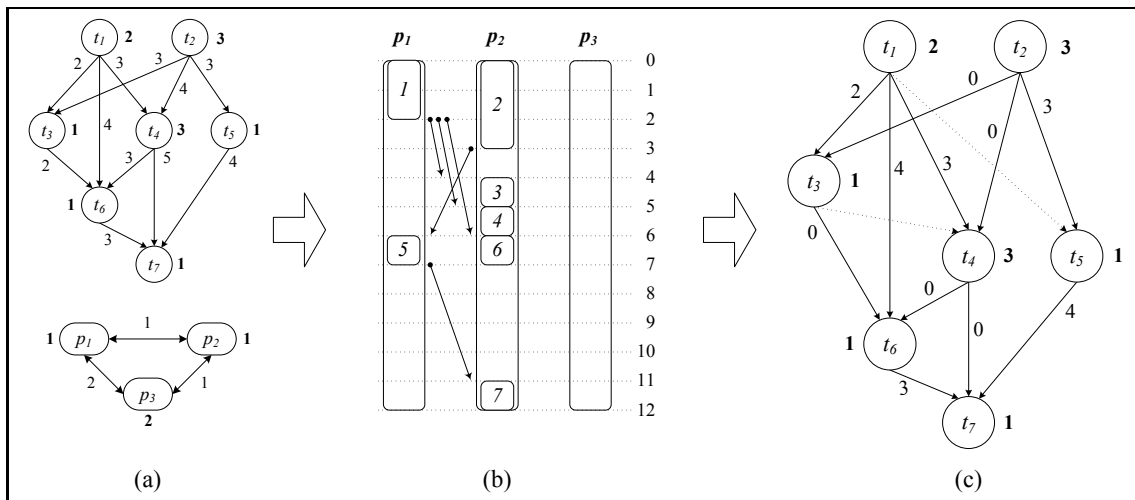 t1 2 t2 3
2 3 3 3
4
t3 1 4 t4 3 t5 1
2 3 5 4
1 t6
3
t7 1
1
1 p1 p2 1
2 1
p3
2
(a)
p1 p2 p3
0
1 1
2 2
3
3 4
4 5
5 6 6
7
8
9
10
11
7 12
(b)
t1 2 t2 3
0
2 3
0
t3 1 4 3
0 t4 3 t5 1
0 0 4
1 t6
3
t7 1
(c)